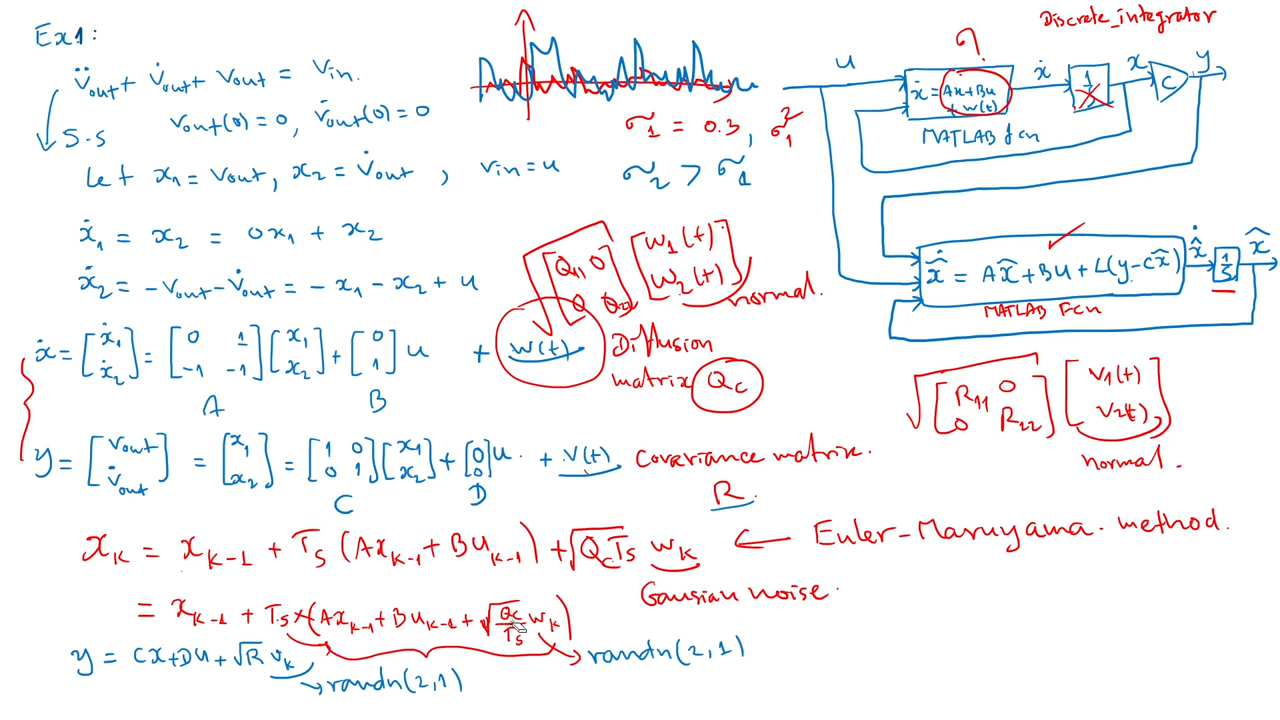 Ex1:
v̈out + v̇out + vout = vin.
vout(0) = 0, v̇out(0) = 0
S.S
Let x1 = vout, x2 = v̇out, vin = u
ẋ1 = x2 = 0x1 + x2
ẋ2 = -vout - v̇out = -x1 - x2 + u
ẋ = [ẋ1; ẋ2] = [0 1; -1 -1] [x1; x2] + [0; 1] u + w(t)
A B
y = [vout; v̇out] = [x1; x2] = [1 0; 0 1] [x1; x2] + [0; 0] u. + v(t)
C D
σ1 = 0.3, σ1²
σ2 > σ1
√[Q11 0; 0 Q22] [w1(t); w2(t)]
normal.
Diffusion
matrix Qc
Covariance matrix.
R.
xk = xk-1 + Ts (Axk-1 + Buk-1) + √QcTs wk ← Euler-Maruyama method.
Gausian noise.
= xk-1 + Ts × (Axk-1 + Buk-1 + √(Qc/Ts) wk)
→ randn(2,1)
y = Cx + Du + √R vk
→ randn(2,1)
Discrete_integrator
?
u
ẋ = Ax + Bu
+ w(t)
ẋ
1/s
x
C
y
MATLAB fcn
x̂̇ = Ax̂ + Bu + L(y - Cx̂)
x̂̇
1/s
x̂
MATLAB Fcn
√[R11 0; 0 R22] [v1(t); v2(t)]
normal.